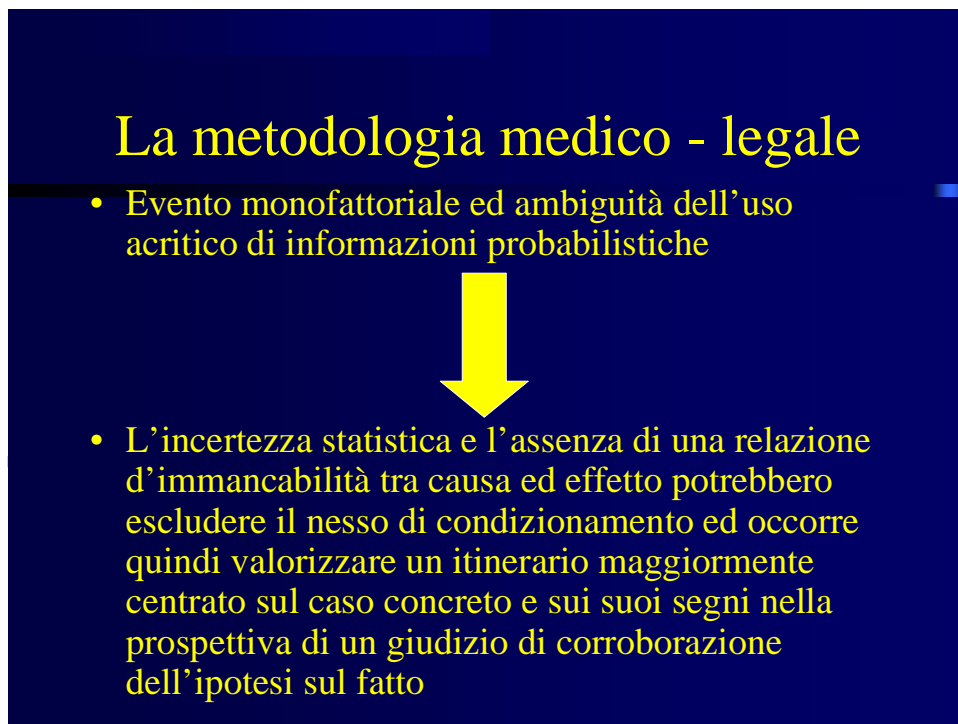 La metodologia medico - legale
• Evento monofattoriale ed ambiguità dell’uso
acritico di informazioni probabilistiche
• L’incertezza statistica e l’assenza di una relazione
d’immancabilità tra causa ed effetto potrebbero
escludere il nesso di condizionamento ed occorre
quindi valorizzare un itinerario maggiormente
centrato sul caso concreto e sui suoi segni nella
prospettiva di un giudizio di corroborazione
dell’ipotesi sul fatto